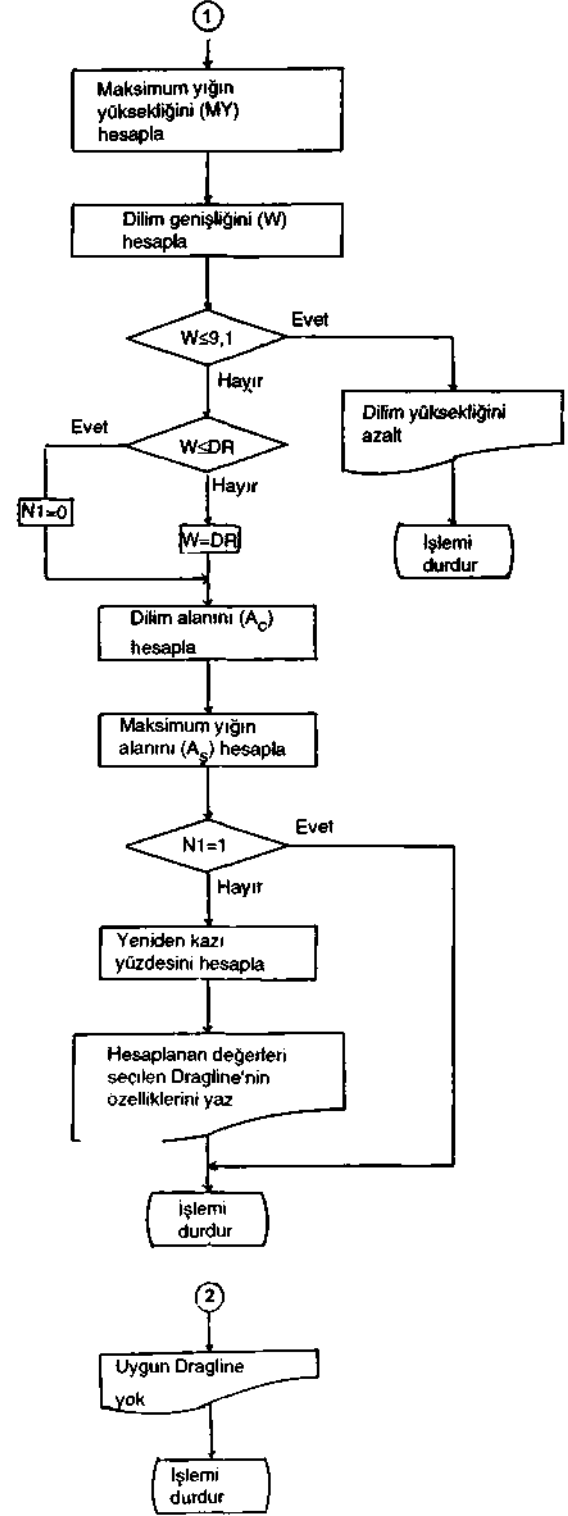 1
Maksimum yığın
yüksekliğini (MY)
hesapla
Dilim genişliğini (W)
hesapla
W≤9,1
Evet
Hayır
Dilim yüksekliğini
azalt
Evet
W≤DR
Hayır
N1=0
W=DR
İşlemi
durdur
Dilim alanını (Ac)
hesapla
Maksimum yığın
alanını (As) hesapla
N1=1
Evet
Hayır
Yeniden kazı
yüzdesini hesapla
Hesaplanan değerleri
seçilen Dragline'nin
özelliklerini yaz
İşlemi
durdur
2
Uygun Dragline
yok
İşlemi
durdur